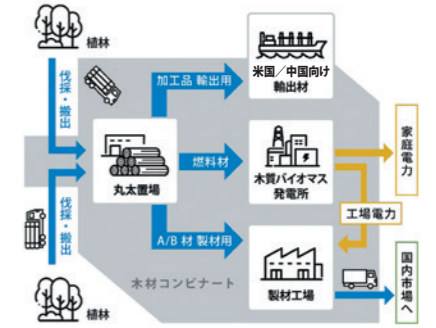 植林
伐採・搬出
加工品 輸出用
米国／中国向け
輸出材
丸太置場
燃料材
木質バイオマス
発電所
家庭電力
工場電力
伐採・搬出
A/B 材 製材用
製材工場
国内市場へ
木材コンビナート
植林